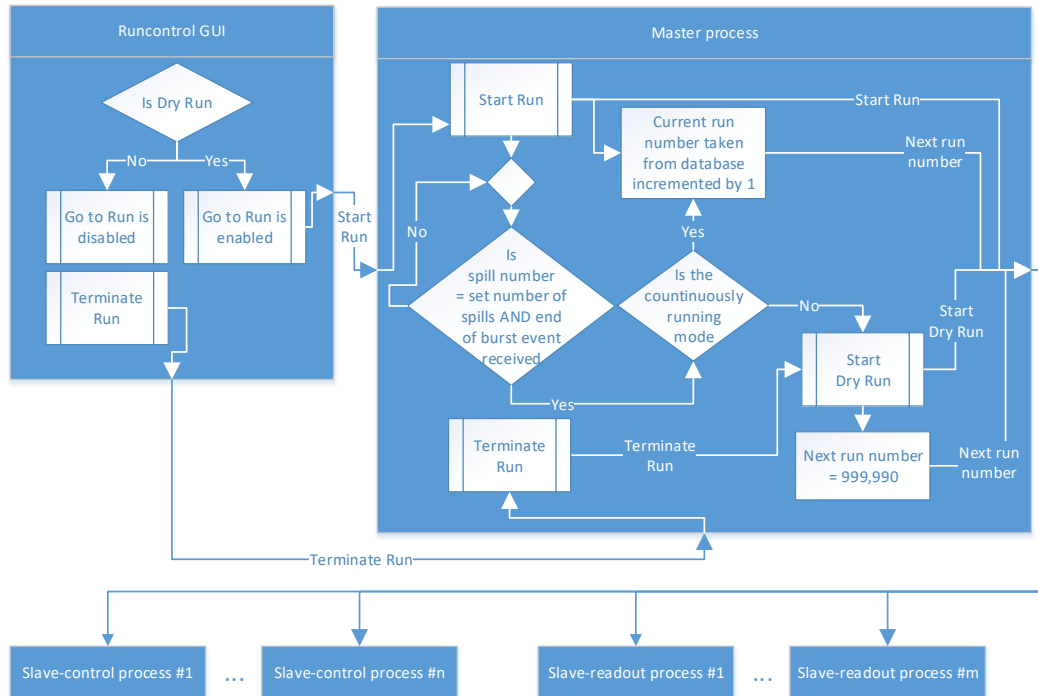 Runcontrol GUI
Is Dry Run
No
Yes
Go to Run is
disabled
Go to Run is
enabled
Terminate
Run
Start
Run
Master process
Start Run
Start Run
Current run
number taken
from database
incremented by 1
Next run
number
No
Yes
Is
spill number
= set number of
spills AND end
of burst event
received
Is the
countinuously
running
mode
No
Start
Dry Run
Start
Dry Run
Yes
Terminate
Run
Terminate
Run
Next run number
= 999,990
Next run
number
Terminate Run
Slave-control process #1
...
Slave-control process #n
Slave-readout process #1
...
Slave-readout process #m